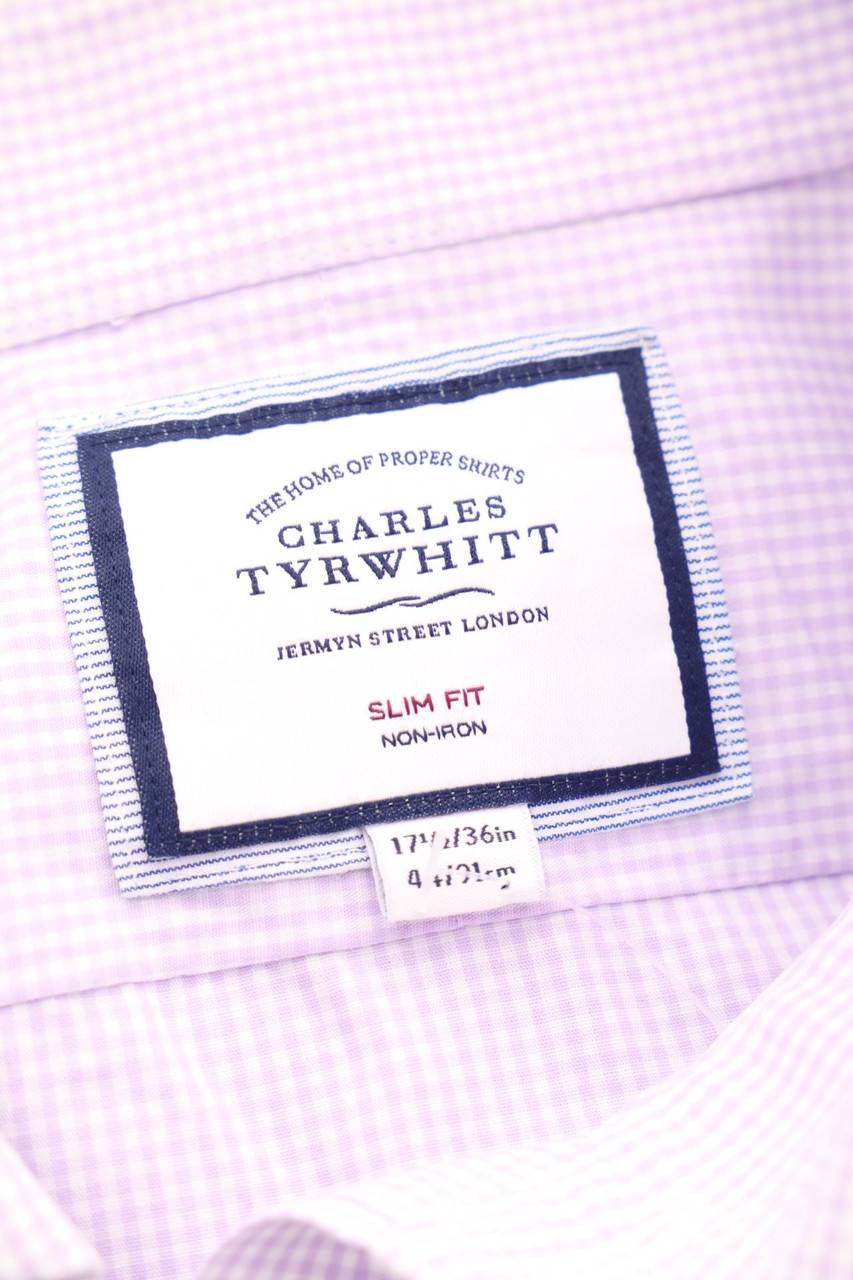 THE HOME OF PROPER SHIRTS
CHARLES
TYRWHITT
JERMYN STREET LONDON
SLIM FIT
NON-IRON
17½/36in